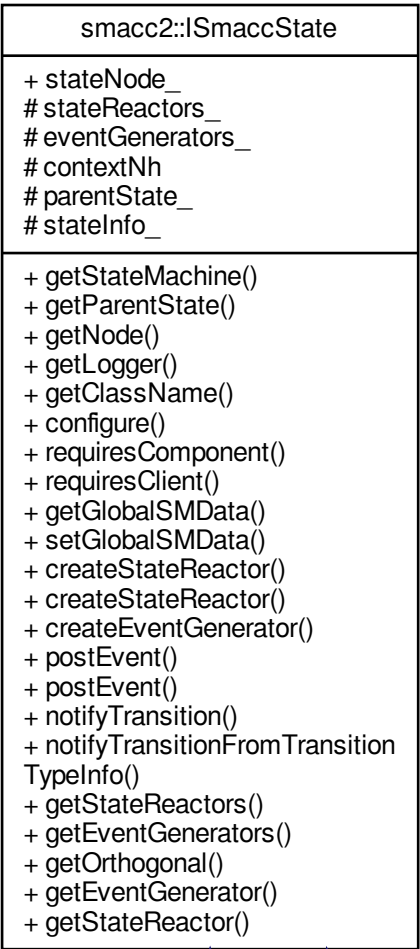 smacc2::ISmaccState
+ stateNode_
# stateReactors_
# eventGenerators_
# contextNh
# parentState_
# stateInfo_
+ getStateMachine()
+ getParentState()
+ getNode()
+ getLogger()
+ getClassName()
+ configure()
+ requiresComponent()
+ requiresClient()
+ getGlobalSMData()
+ setGlobalSMData()
+ createStateReactor()
+ createStateReactor()
+ createEventGenerator()
+ postEvent()
+ postEvent()
+ notifyTransition()
+ notifyTransitionFromTransition
TypeInfo()
+ getStateReactors()
+ getEventGenerators()
+ getOrthogonal()
+ getEventGenerator()
+ getStateReactor()